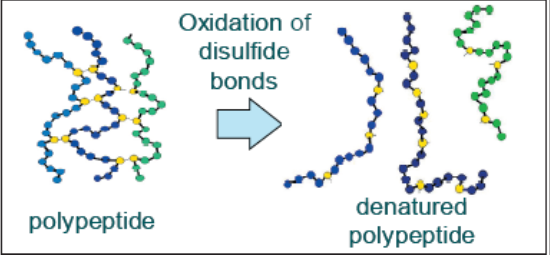 Oxidation of
disulfide
bonds
polypeptide
denatured
polypeptide